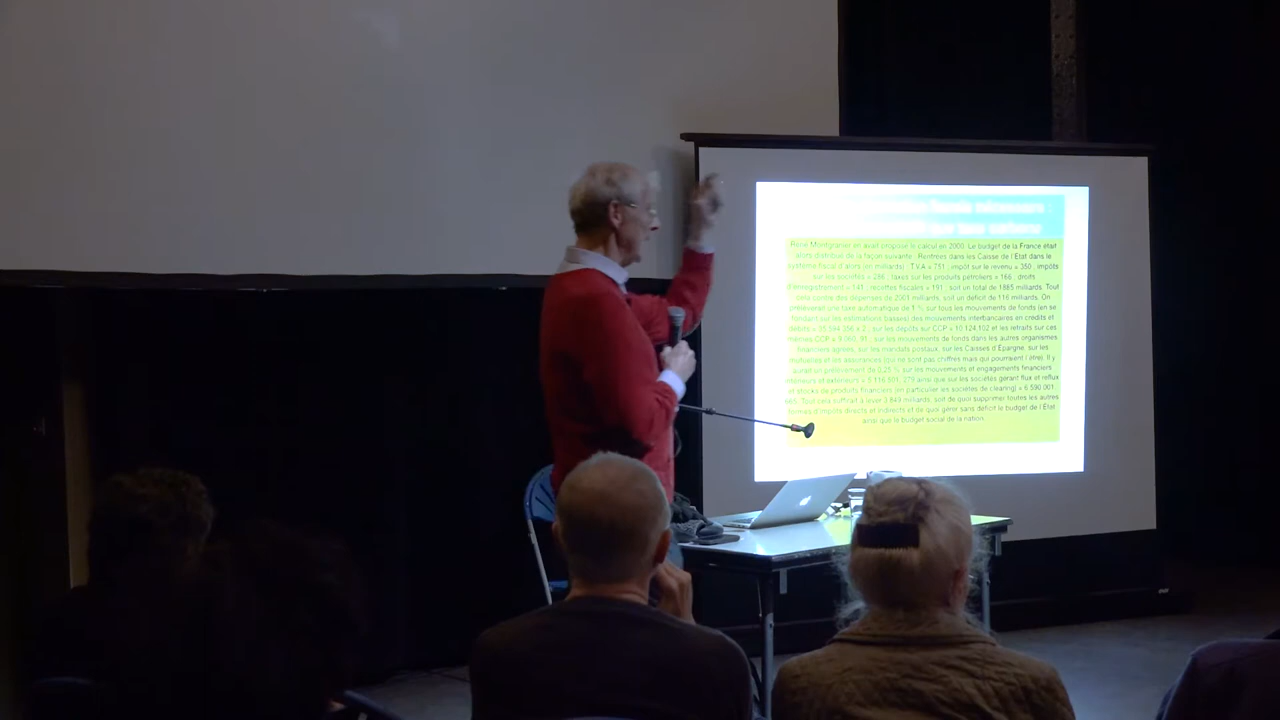 René Montgranier en avait proposé le calcul en 2000. Le budget de la France était
alors distribué de la façon suivante : Rentrées dans les Caisse de l'Etat dans le
système fiscal d'alors (en milliards) : T.V.A = 751 ; impôt sur le revenu = 350 ; impôts
sur les sociétés = 286 ; taxes sur les produits pétroliers = 166 ; droits
d'enregistrement = 141 ; recettes fiscales = 191 ; soit un total de 1885 milliards. Tout
cela contre des dépenses de 2001 milliards, soit un déficit de 116 milliards. On
prélèverait une taxe automatique de 1 % sur tous les mouvements de fonds (en se
fondant sur les estimations basses) des mouvements interbancaires en crédits et
débits = x 2 ; sur les dépôts sur CCP = 10 124,102 et les retraits sur ces
mêmes CCP = 9 060, 91 ; sur les mouvements de fonds dans les autres organismes
financiers agréés, sur les mandats postaux, sur les Caisses d'Epargne, sur les
mutuelles et les assurances (qui ne sont pas chiffrés mais qui pourraient l'être). Il y
aurait un prélèvement de 0,25 % sur les mouvements et engagements financiers
intérieurs et extérieurs = 5 116 501, 279 ainsi que sur les sociétés gérant flux et reflux
et stocks de produits financiers (en particulier les sociétés de clearing) = 6 590 001,
Tout cela suffirait à lever 3 849 milliards, soit de quoi supprimer toutes les autres
formes d'impôts directs et indirects et de quoi gérer sans déficit le budget de l'Etat
ainsi que le budget social de la nation.